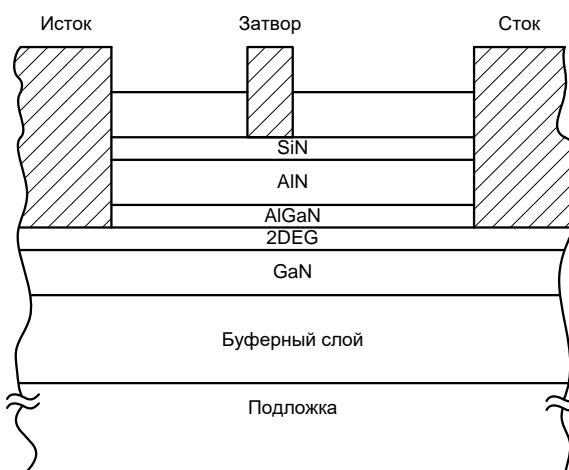 Исток
Затвор
Сток
SiN
AlN
AlGaN
2DEG
GaN
Буферный слой
Подложка